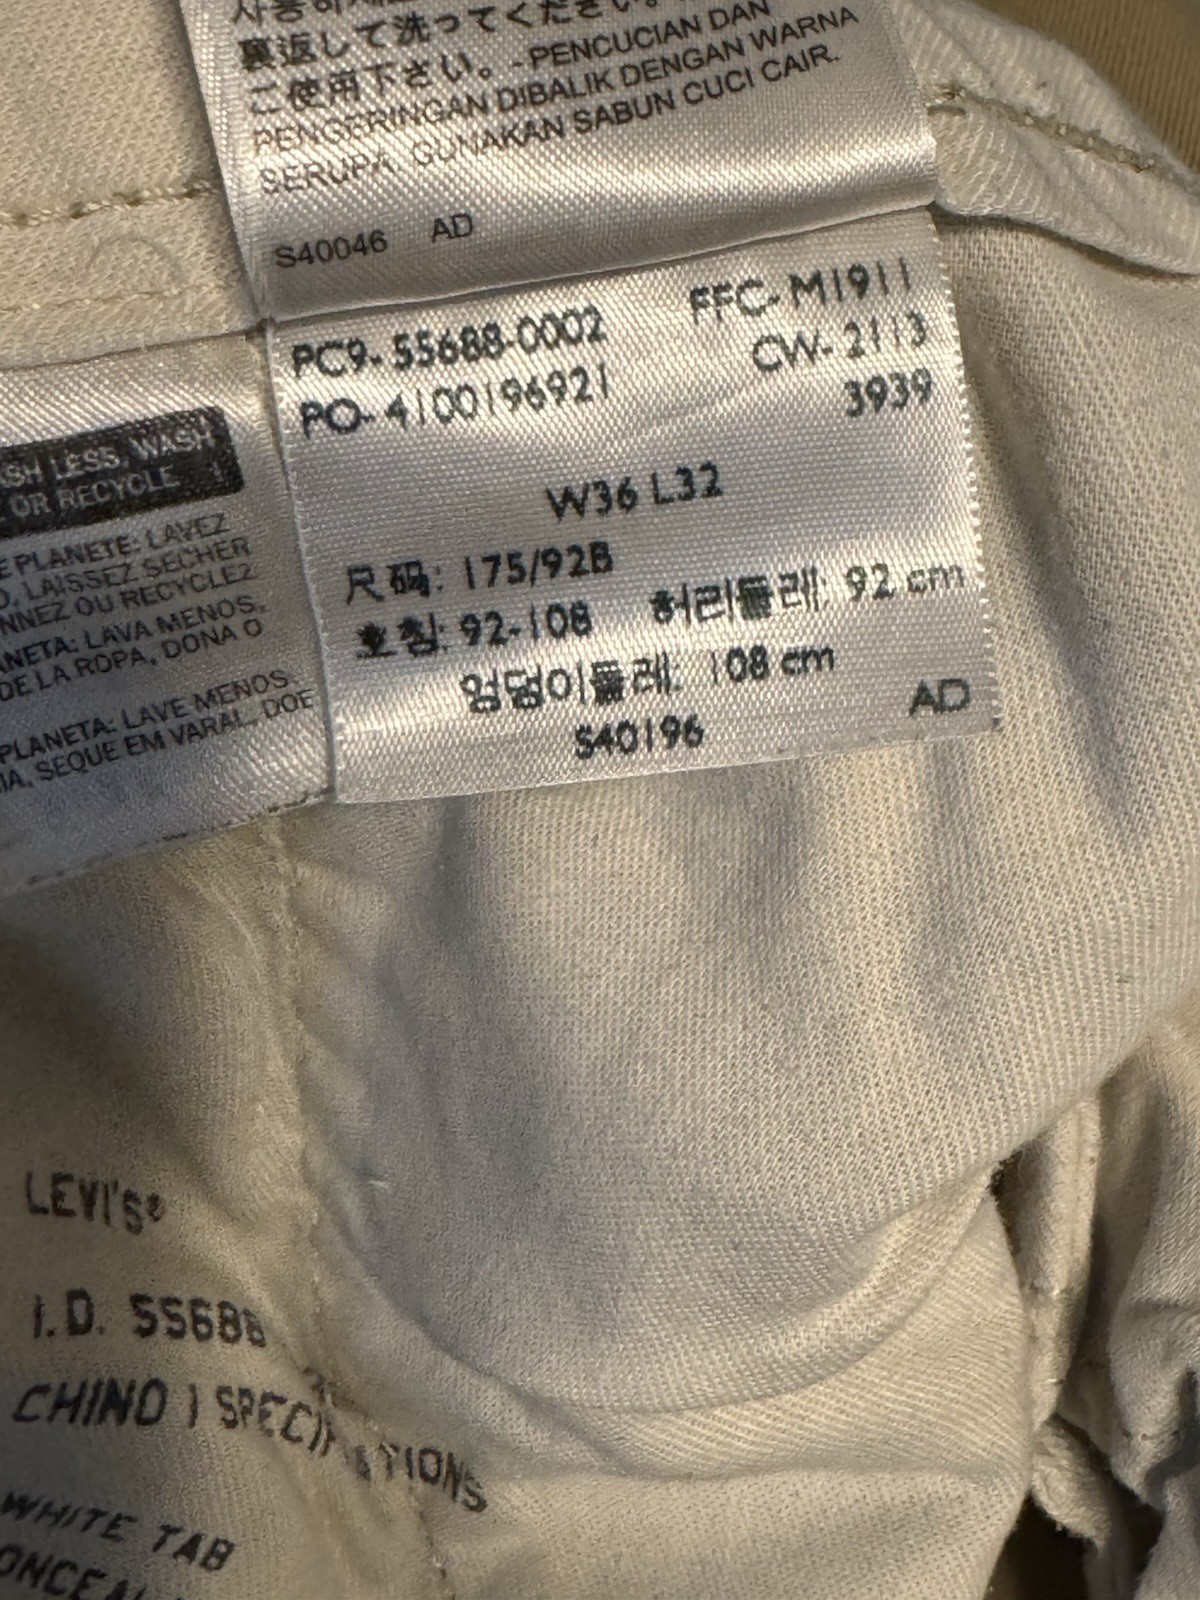 裏返して洗ってください。
ご使用下さい。-PENCUCIAN DAN
PENGERINGAN DIBALIK DENGAN WARNA
SERUPA GUNAKAN SABUN CUCI CAIR.
S40046 AD
PC9-55688-0002 FFC-M1911
PO-4100196921 CW-2113
3939
W36 L32
尺码: 175/92B
호칭: 92-108 허리둘레: 92 cm
엉덩이둘레: 108 cm
S40196 AD
LESS, WASH
OR RECYCLE
PLANETE: LAVEZ
LAISSEZ SECHER
OU RECYCLEZ
LAVA MENOS,
DE LA ROPA, DONA O
PLANETA: LAVE MENOS
SEQUE EM VARAL, DOE
LEVI'S®
I.D. 55688
CHINO | SPECIFICATIONS
WHITE TAB